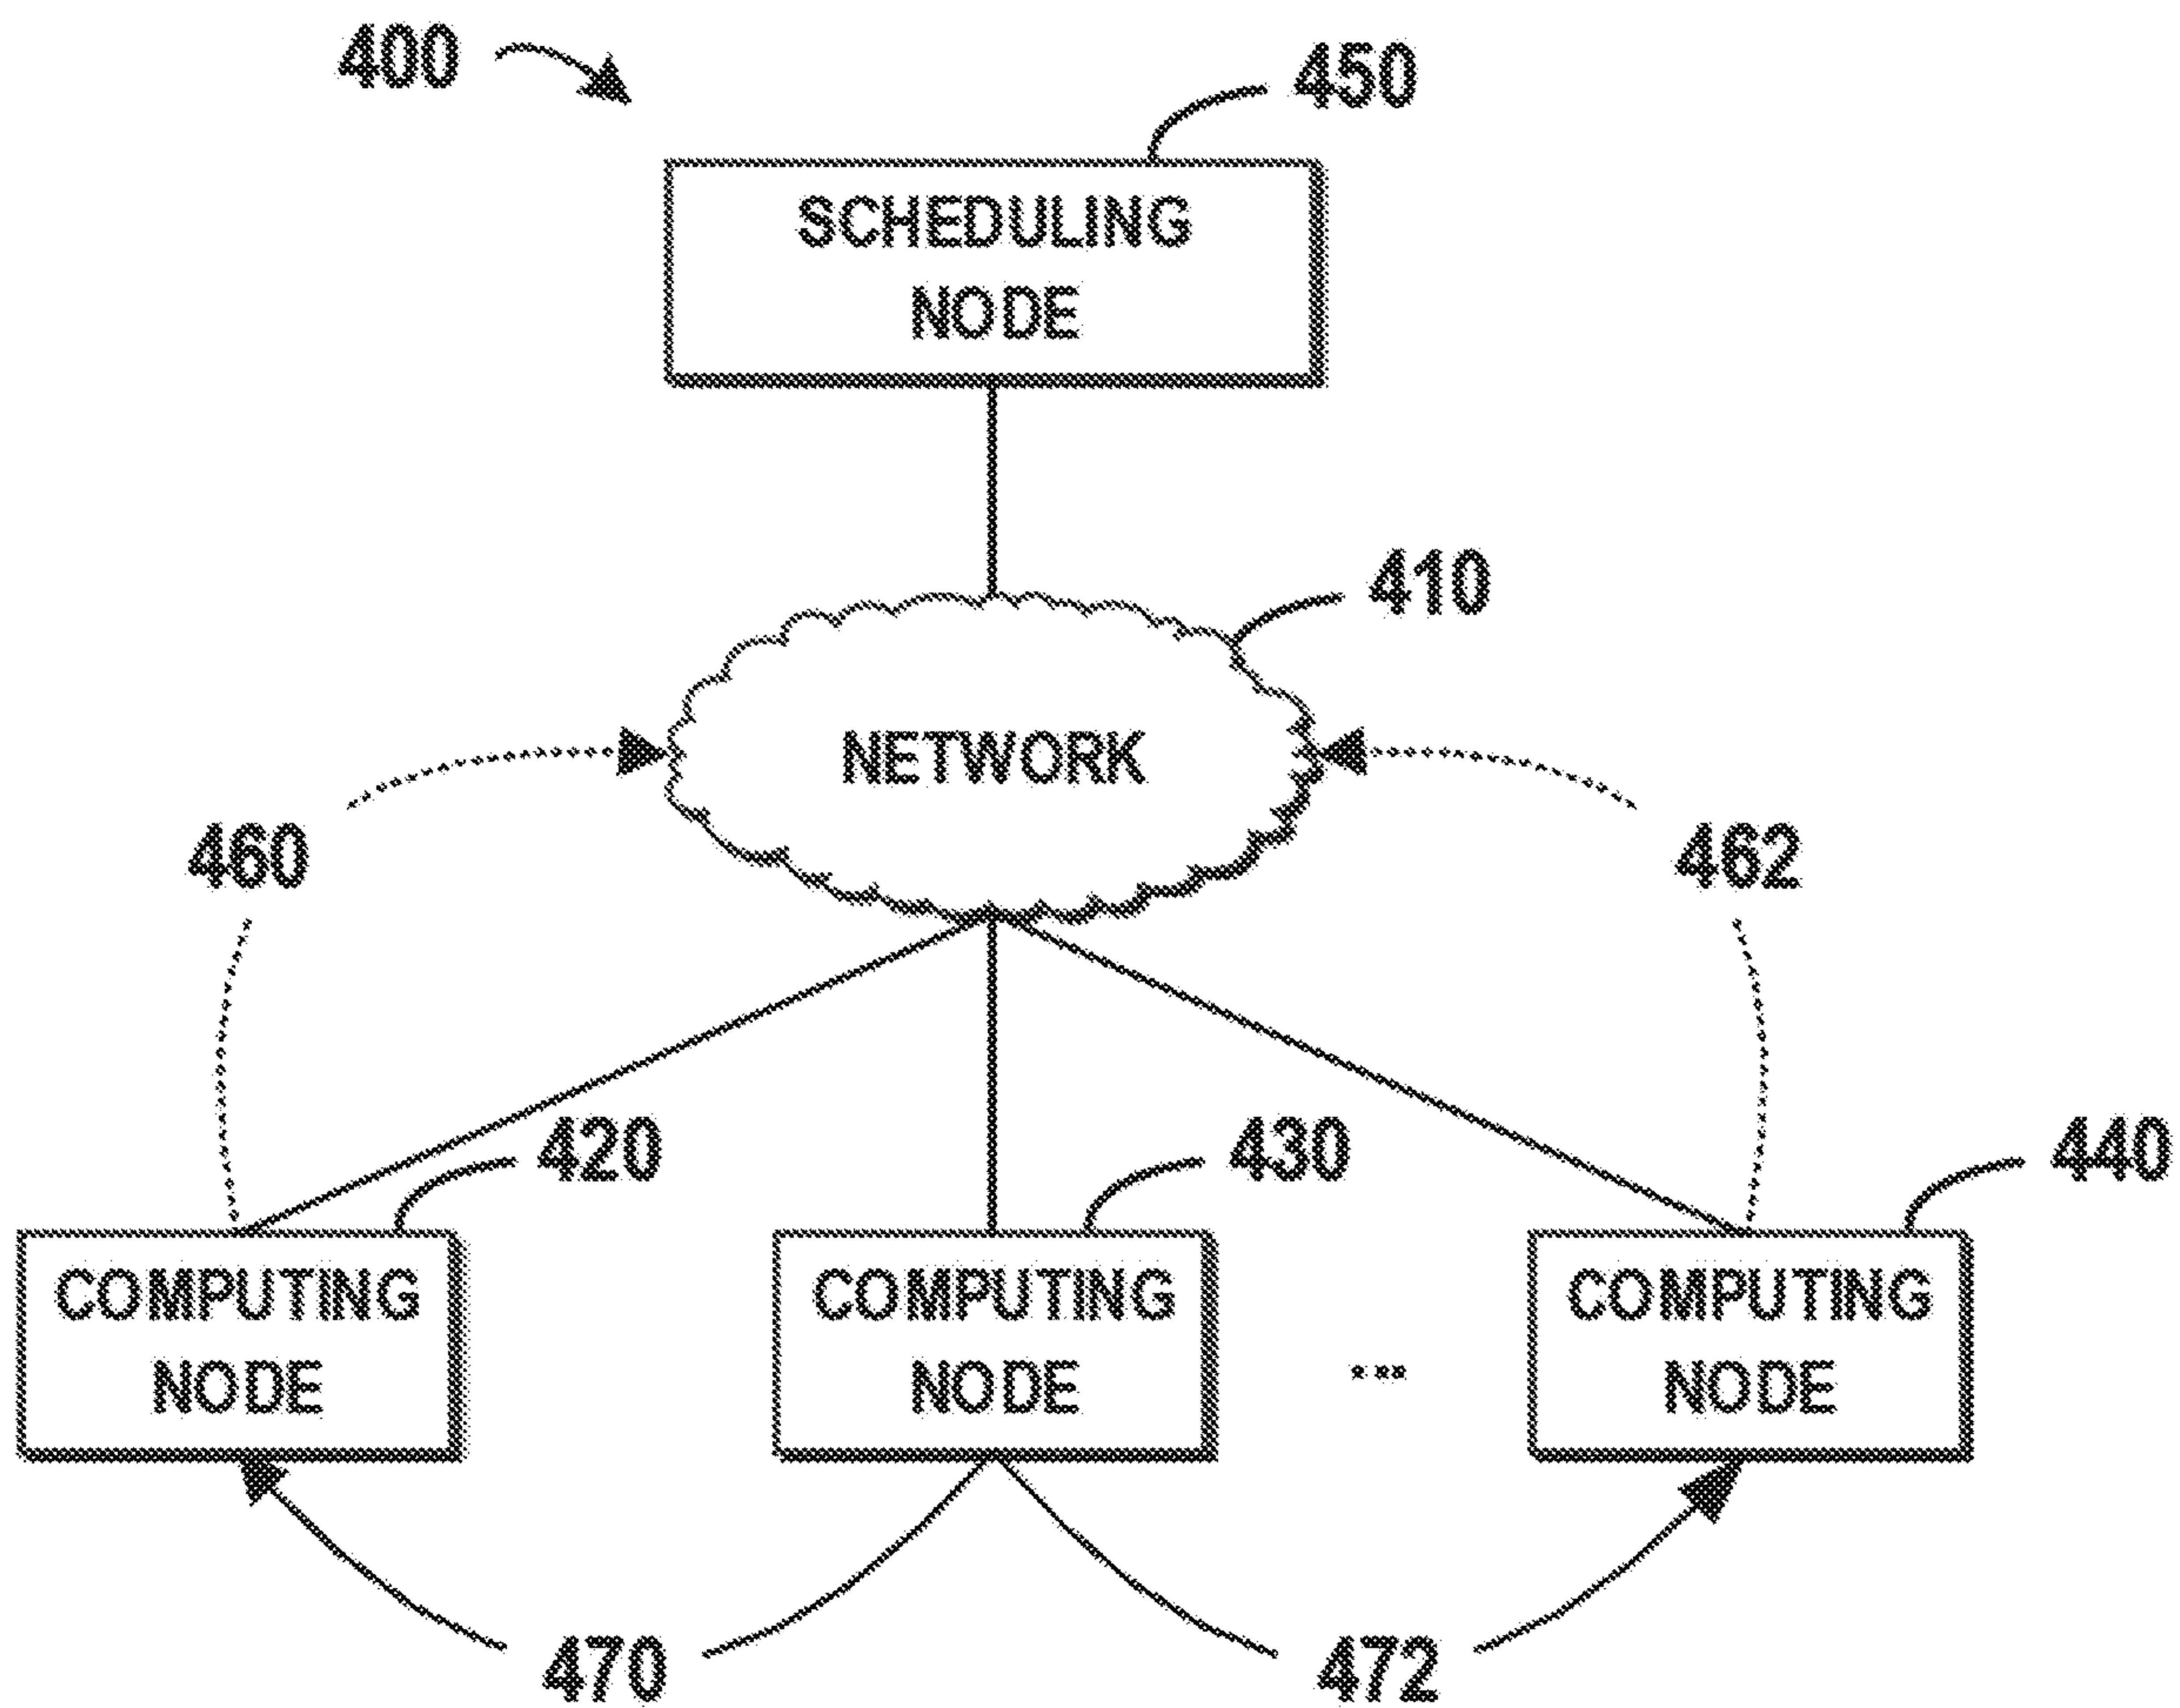 400
450
SCHEDULING
NODE
410
NETWORK
460
462
420
430
440
COMPUTING
NODE
COMPUTING
NODE
...
COMPUTING
NODE
470
472